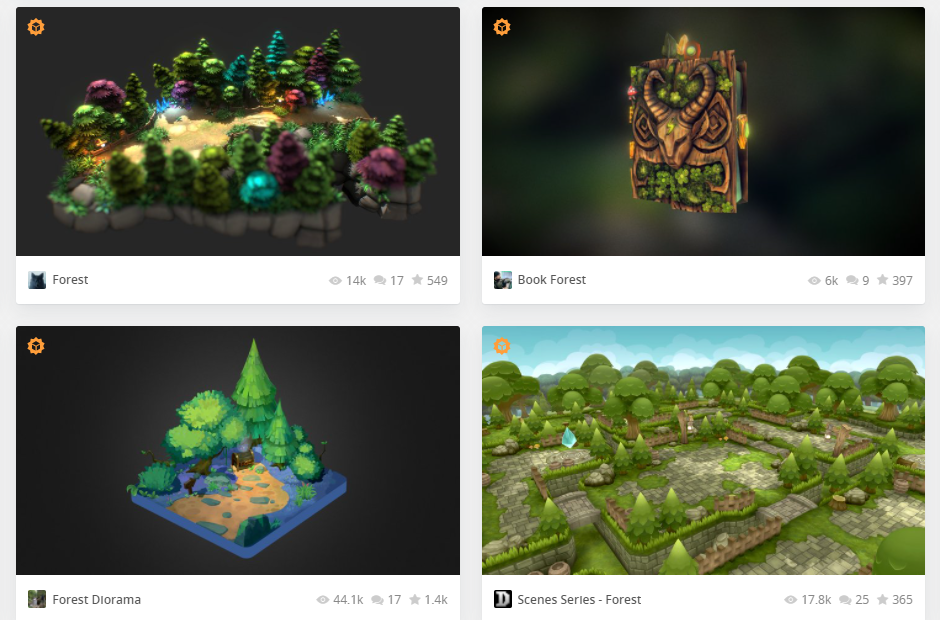 Forest 14k 17 549
Book Forest 6k 9 397
Forest Diorama 44.1k 17 1.4k
D Scenes Series - Forest 17.8k 25 365